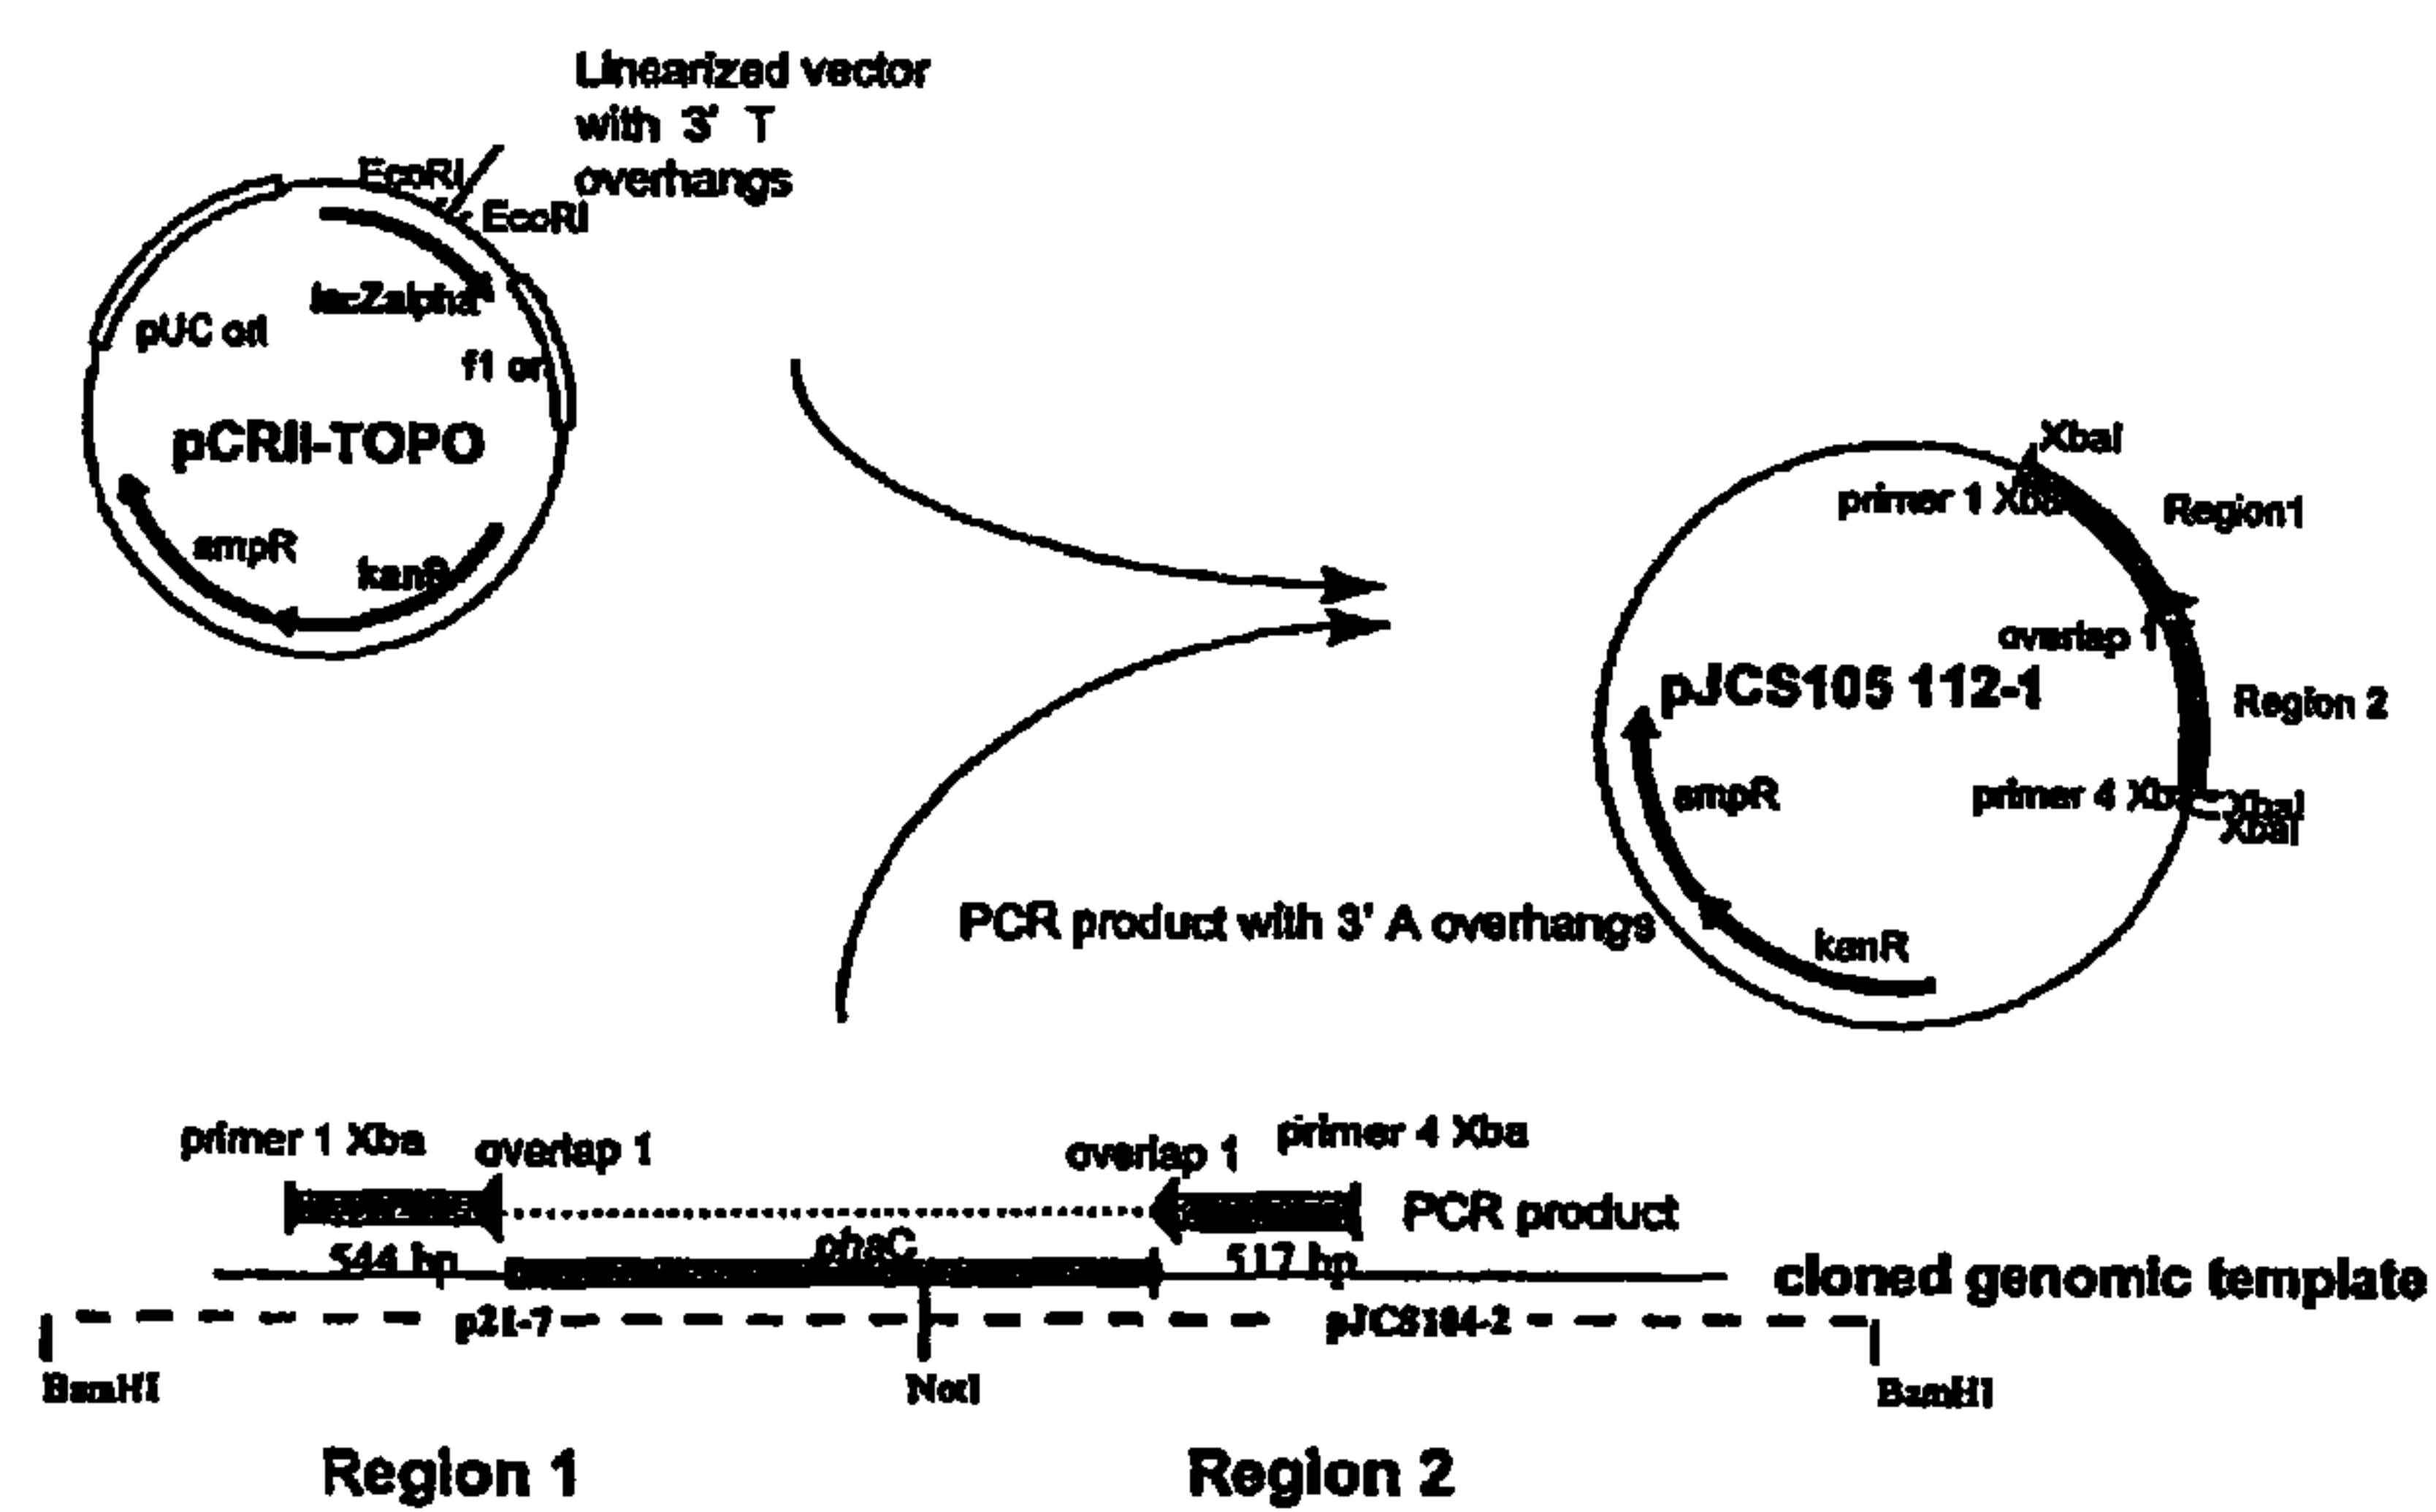 Linearized vector
with 3' T
overhangs
EcoRI
EcoRI
lacZalpha
pUC ori
f1 ori
pCRII-TOPO
ampR
kanR
XbaI
primer 1 Xba
Region1
overlap 1
pJCS105 112-1
Region 2
ampR
primer 4 Xba
XbaI
XbaI
PCR product with 3' A overhangs
kanR
primer 1 Xba
overlap 1
overlap 1
primer 4 Xba
PCR product
544 bp
phaC
517 bp
cloned genomic template
pJCS104-2
BamHI
NotI
BamHI
Region 1
Region 2